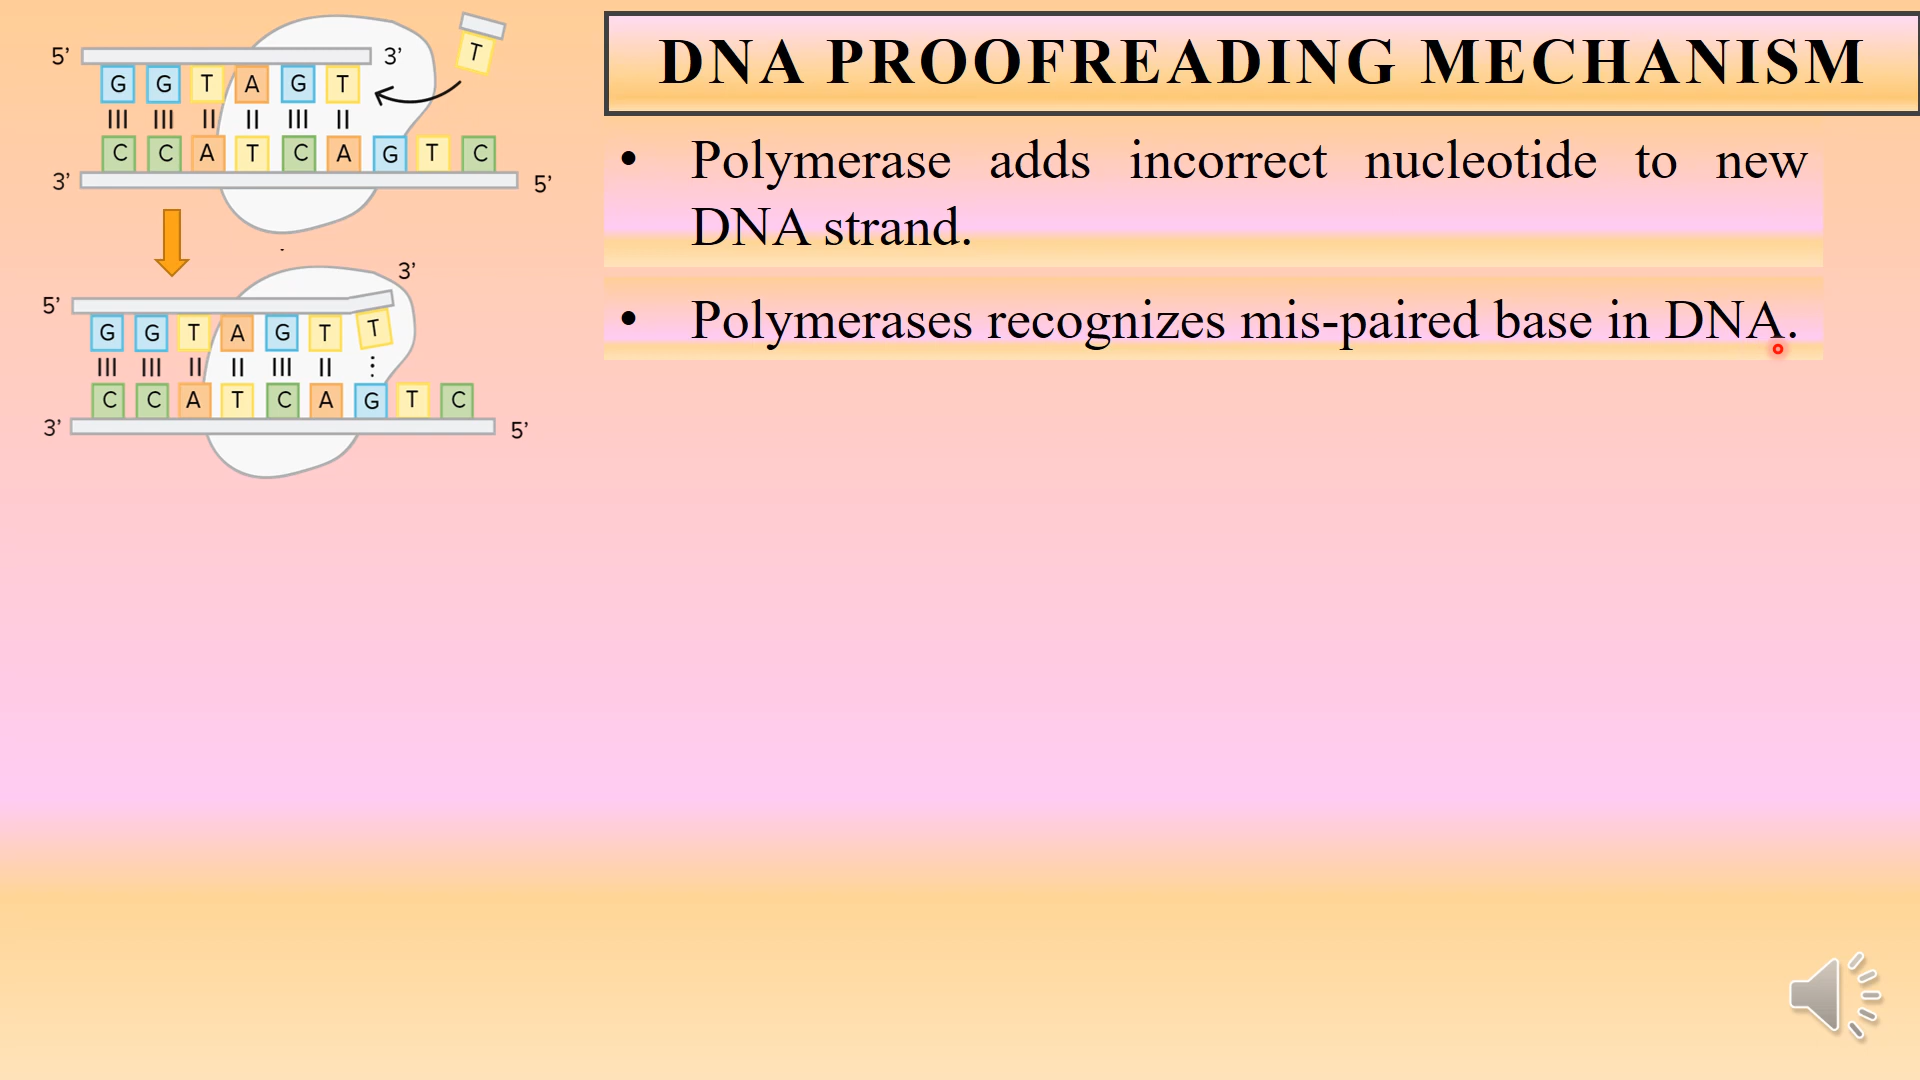 DNA PROOFREADING MECHANISM
• Polymerase adds incorrect nucleotide to new
DNA strand.
• Polymerases recognizes mis-paired base in DNA.
T
5’ 3’
G G T A G T
C C A T C A G T C
3’ 5’
3’
5’
G G T A G T T
C C A T C A G T C
3’ 5’